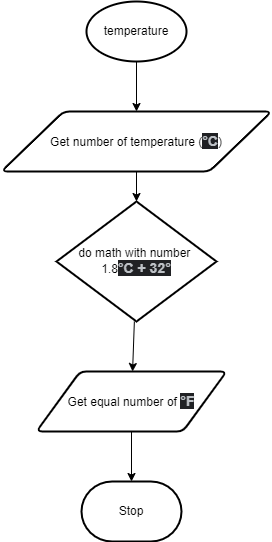 temperature
Get number of temperature (°C)
do math with number
1.8°C + 32°
Get equal number of °F
Stop